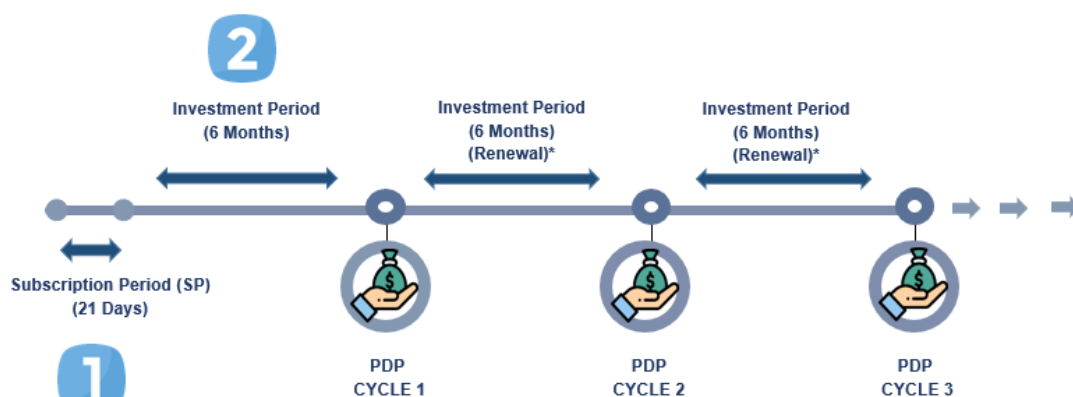 2
Investment Period
(6 Months)
Investment Period
(6 Months)
(Renewal)*
Investment Period
(6 Months)
(Renewal)*
Subscription Period (SP)
(21 Days)
1
$
PDP
CYCLE 1
$
PDP
CYCLE 2
$
PDP
CYCLE 3